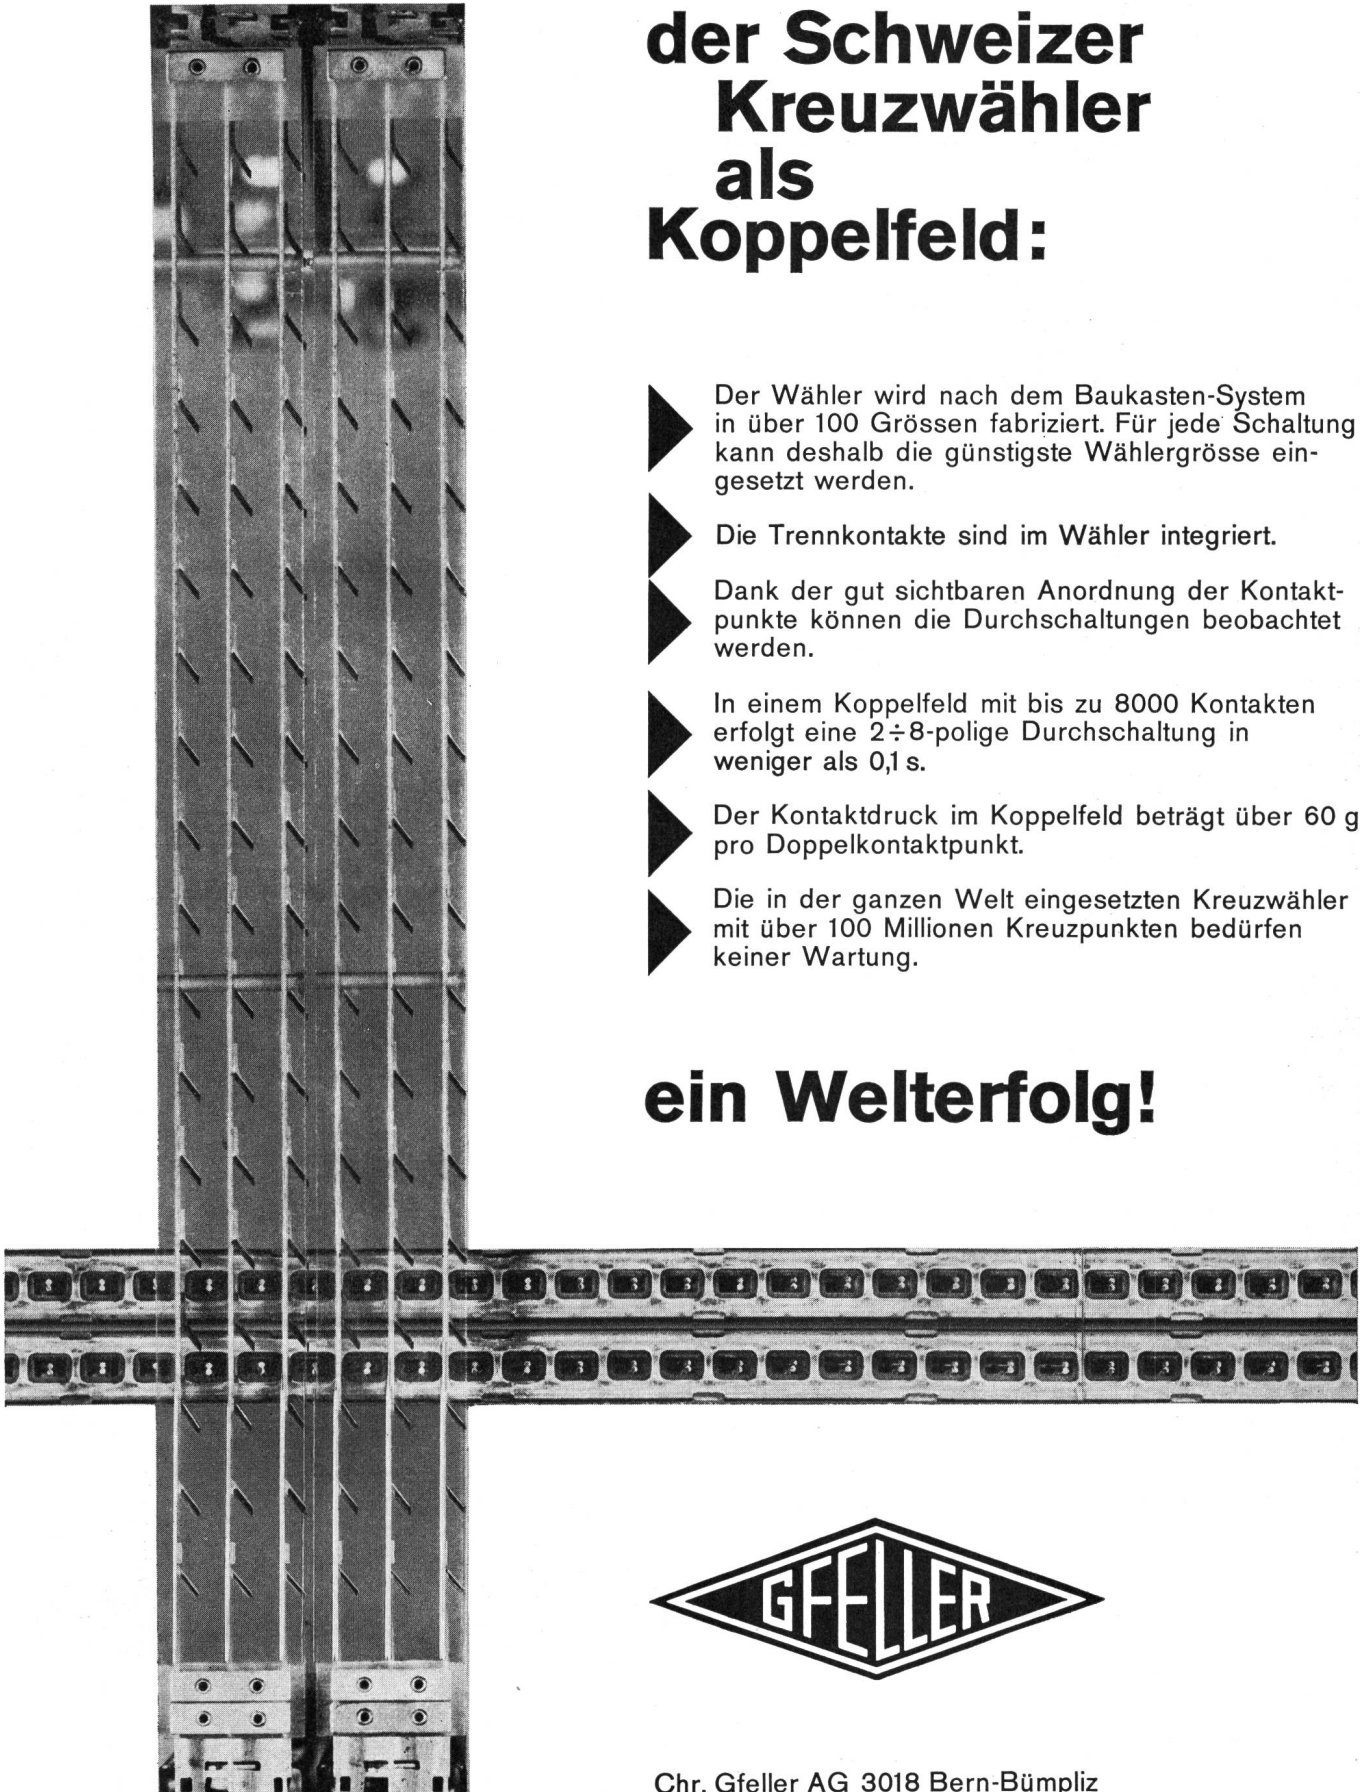 der Schweizer
Kreuzwähler
als
Koppelfeld:
Der Wähler wird nach dem Baukasten-System
in über 100 Grössen fabriziert. Für jede Schaltung
kann deshalb die günstigste Wählergrösse ein-
gesetzt werden.
Die Trennkontakte sind im Wähler integriert.
Dank der gut sichtbaren Anordnung der Kontakt-
punkte können die Durchschaltungen beobachtet
werden.
In einem Koppelfeld mit bis zu 8000 Kontakten
erfolgt eine 2÷8-polige Durchschaltung in
weniger als 0,1 s.
Der Kontaktdruck im Koppelfeld beträgt über 60 g
pro Doppelkontaktpunkt.
Die in der ganzen Welt eingesetzten Kreuzwähler
mit über 100 Millionen Kreuzpunkten bedürfen
keiner Wartung.
ein Welterfolg!
GFELLER
Chr. Gfeller AG 3018 Bern-Bümpliz